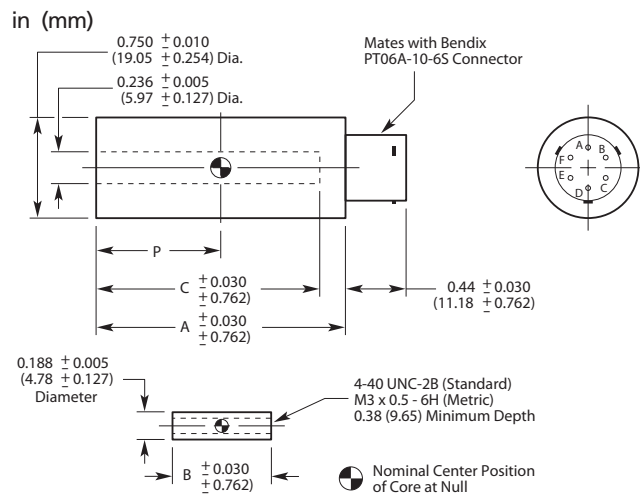 in (mm)
0.750 ± 0.010
(19.05 ± 0.254) Dia.
0.236 ± 0.005
(5.97 ± 0.127) Dia.
Mates with Bendix
PT06A-10-6S Connector
A
B
F
E
C
D
P
C ± 0.030
± 0.762)
A ± 0.030
± 0.762)
0.44 ± 0.030
(11.18 ± 0.762)
0.188 ± 0.005
(4.78 ± 0.127)
Diameter
4-40 UNC-2B (Standard)
M3 x 0.5 - 6H (Metric)
0.38 (9.65) Minimum Depth
B ± 0.030
± 0.762)
Nominal Center Position
of Core at Null